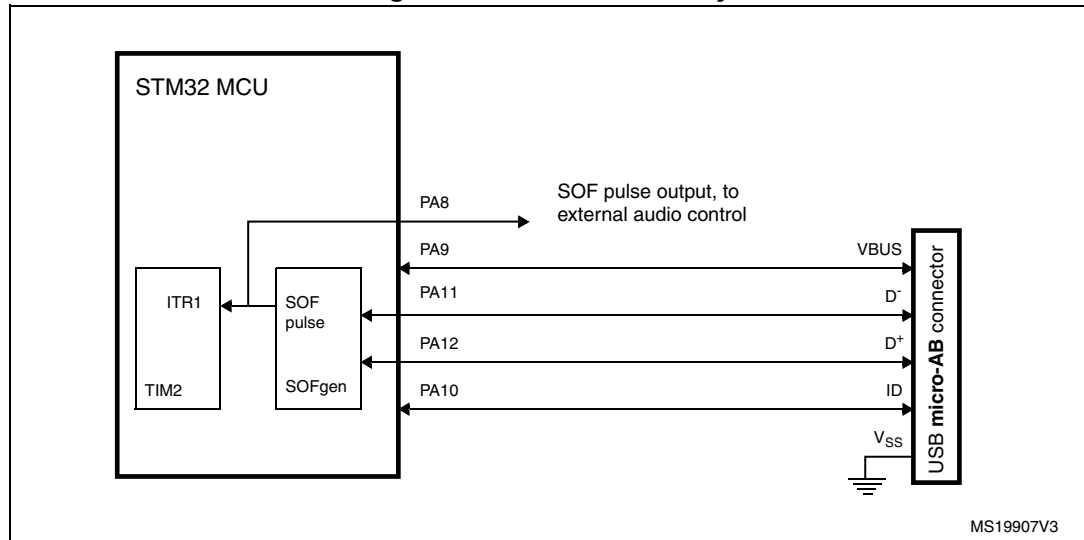 STM32 MCU
PA8
SOF pulse output, to
external audio control
PA9
VBUS
ITR1
SOF
pulse
PA11
D-
PA12
D+
TIM2
SOFgen
PA10
ID
VSS
USB micro-AB connector
MS19907V3